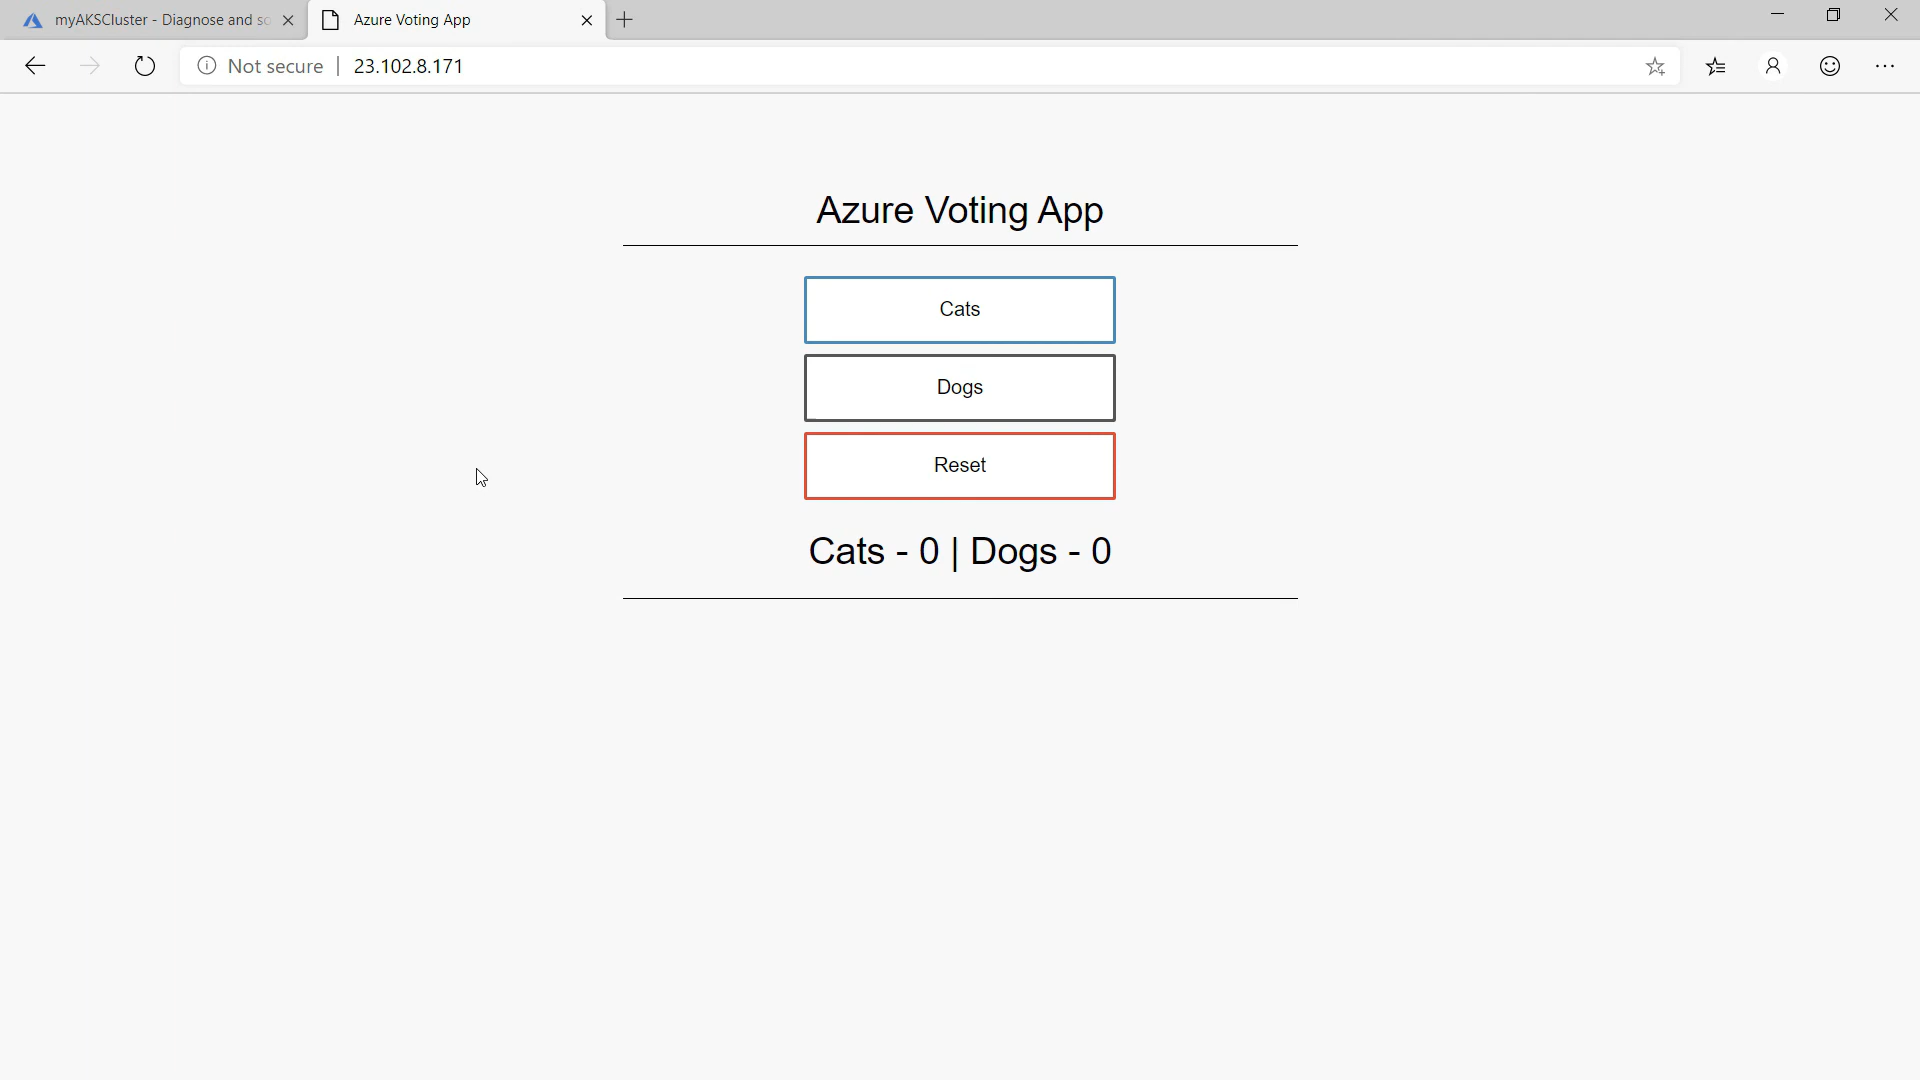 myAKSCluster - Diagnose and so
Azure Voting App
Not secure | 23.102.8.171
Azure Voting App
Cats
Dogs
Reset
Cats - 0 | Dogs - 0